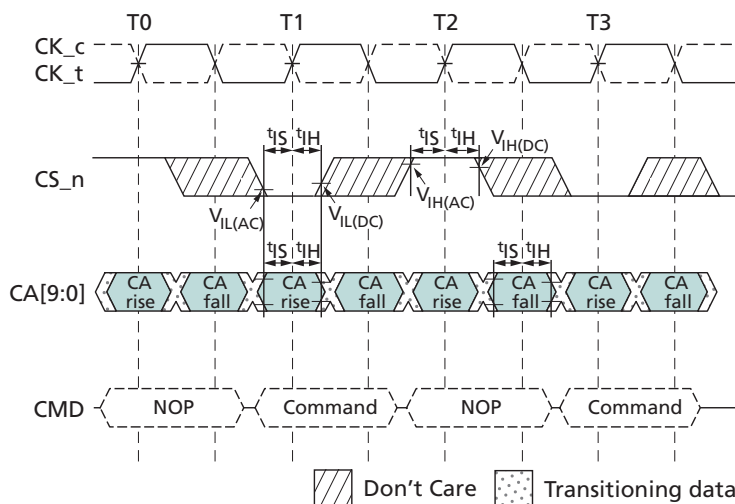 T0 T1 T2 T3
CK_c
CK_t
tIS tIH tIS tIH
VIH(DC)
CS_n
VIL(AC) VIL(DC) VIH(AC)
tIS tIH tIS tIH
CA[9:0]
CA rise CA fall CA rise CA fall CA rise CA fall CA rise CA fall
CMD NOP Command NOP Command
Don't Care Transitioning data